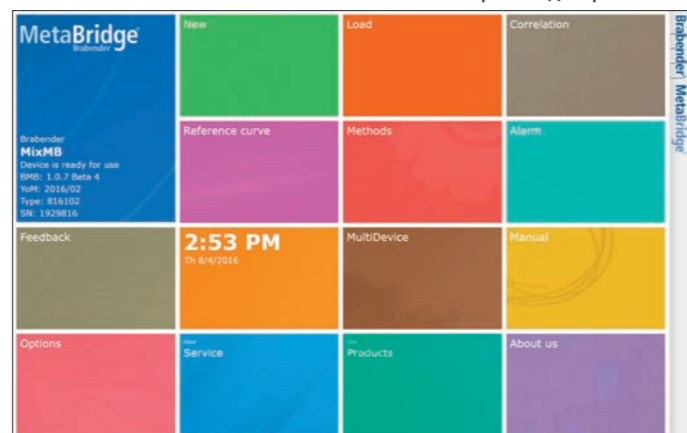 MetaBridge
Brabender
Brabender
MixMB
Device is ready for use
BMB: 1.0.7 Beta 4
YoM: 2016/02
Type: 816102
SN: 1929816
New
Load
Correlation
Reference curve
Methods
Alarm
Feedback
2:53 PM
Th 8/4/2016
MultiDevice
Manual
Options
Service
Products
About us
Brabender
MetaBridge